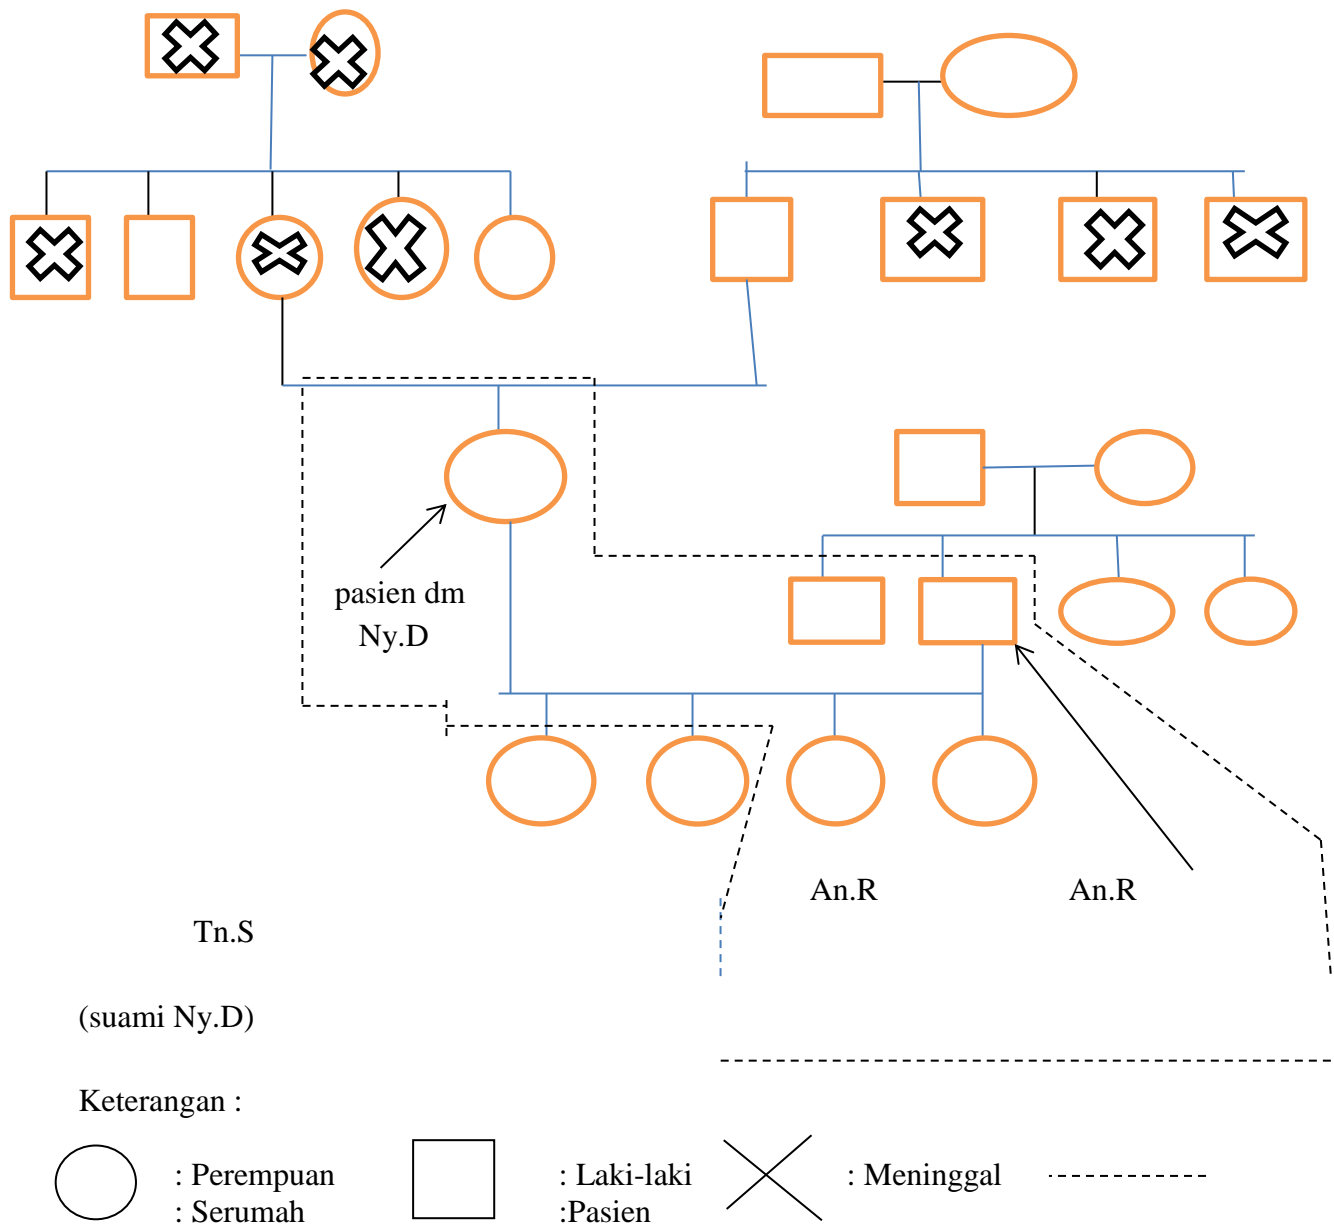 pasien dm
Ny.D
An.R An.R
Tn.S
(suami Ny.D)
Keterangan :
: Perempuan : Laki-laki : Meninggal
: Serumah :Pasien